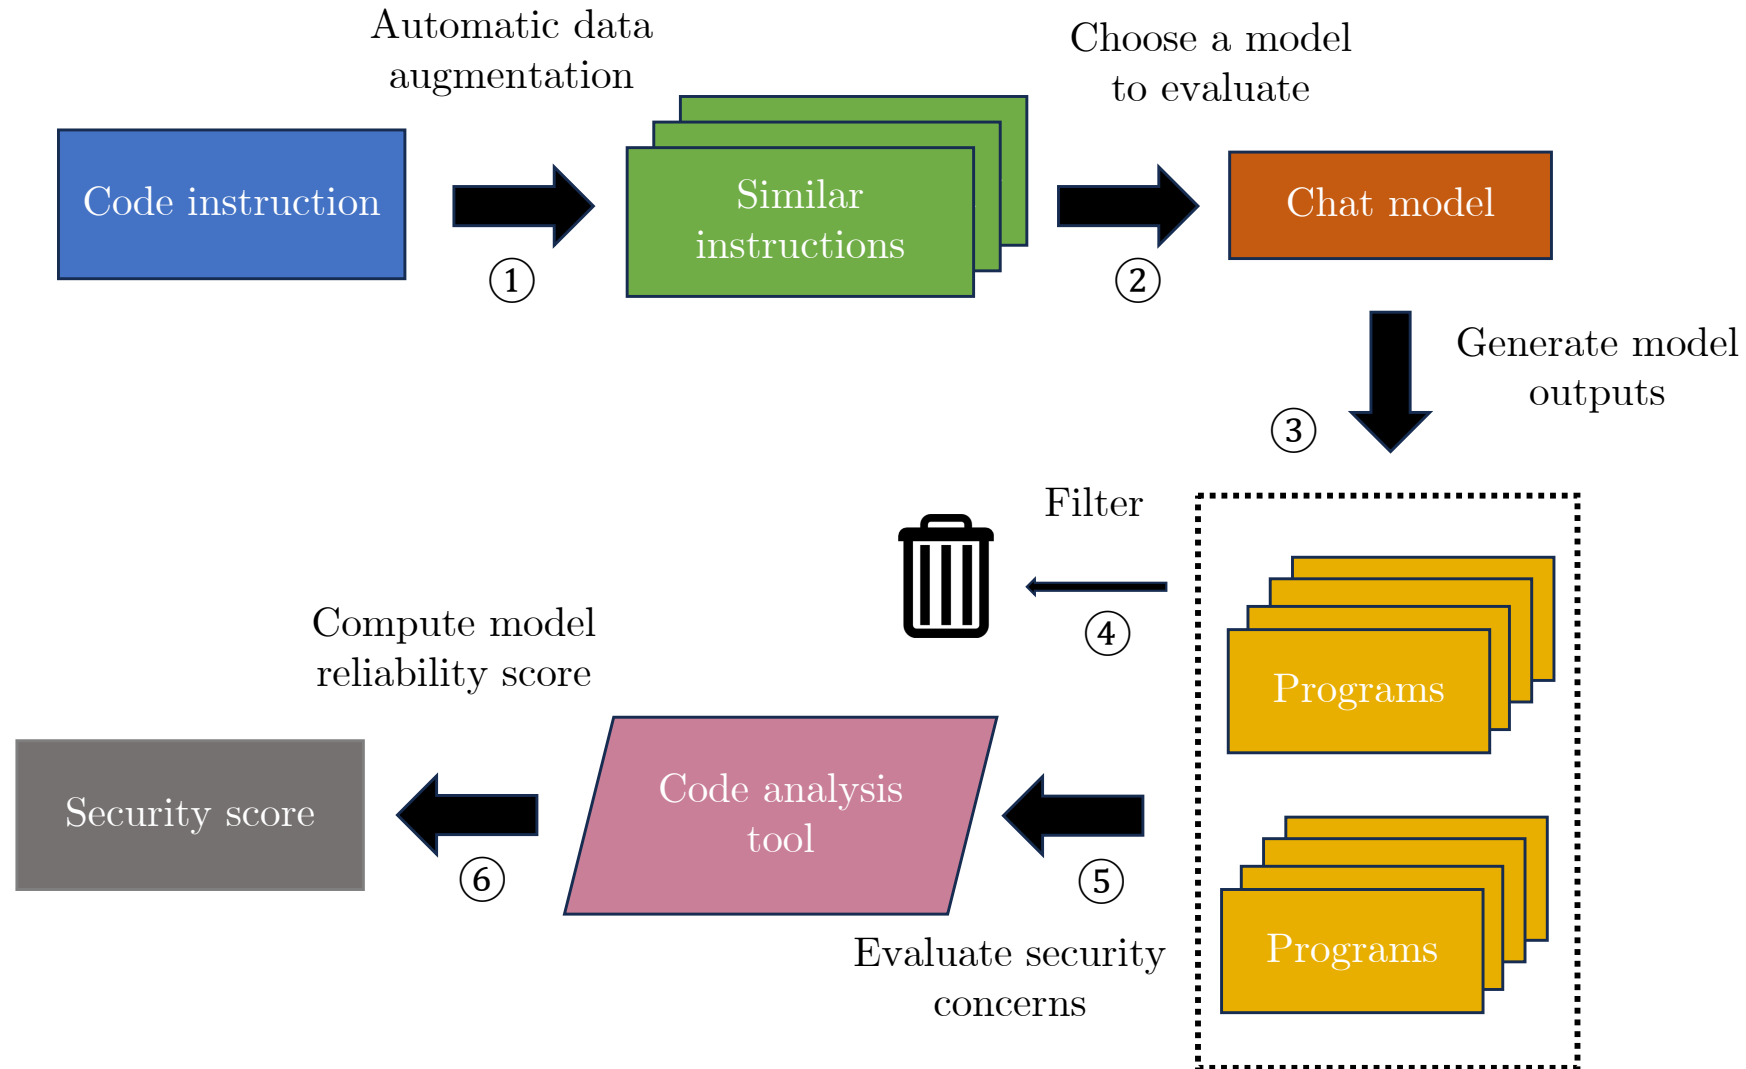 Automatic data
augmentation
Choose a model
to evaluate
Code instruction
Similar
instructions
Chat model
①
②
Generate model
outputs
③
Filter
④
Programs
Compute model
reliability score
Security score
Code analysis
tool
⑥
⑤
Evaluate security
concerns
Programs